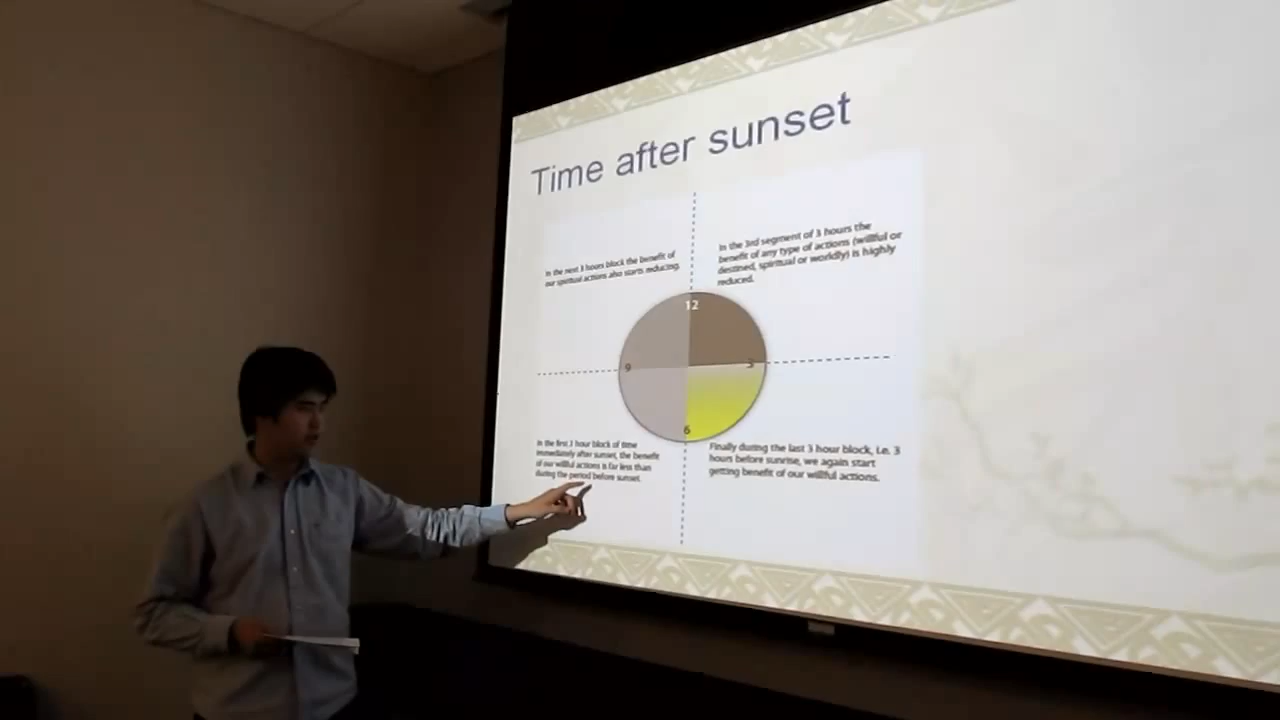 Time after sunset
In the next 3 hours block the benefit of
our spiritual actions also starts reducing.
In the 3rd segment of 3 hours the
benefit of any type of actions (willful or
destined, spiritual or worldly) is highly
reduced.
12
9
3
6
In the first 3 hour block of time
immediately after sunset, the benefit
of our willful actions is far less than
during the period before sunset.
Finally during the last 3 hour block, i.e. 3
hours before sunrise, we again start
getting benefit of our willful actions.